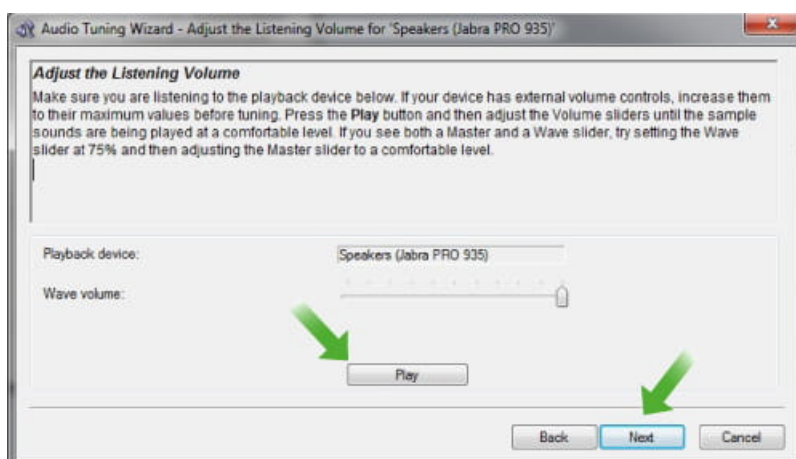 Audio Tuning Wizard - Adjust the Listening Volume for 'Speakers (Jabra PRO 935)'
Adjust the Listening Volume
Make sure you are listening to the playback device below. If your device has external volume controls, increase them
to their maximum values before tuning. Press the Play button and then adjust the Volume sliders until the sample
sounds are being played at a comfortable level. If you see both a Master and a Wave slider, try setting the Wave
slider at 75% and then adjusting the Master slider to a comfortable level.
Playback device: Speakers (Jabra PRO 935)
Wave volume:
Play
Back Next Cancel